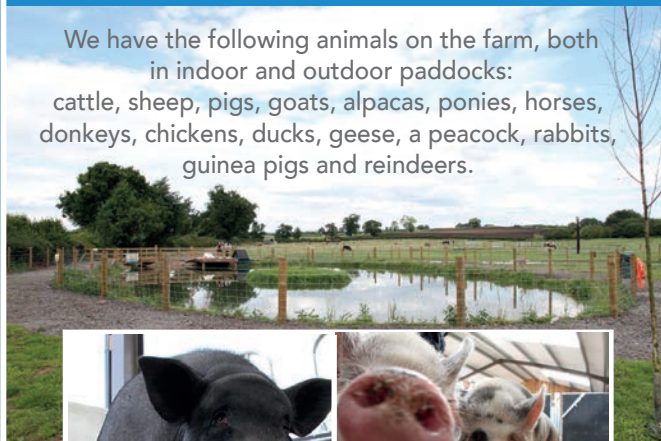 We have the following animals on the farm, both
in indoor and outdoor paddocks:
cattle, sheep, pigs, goats, alpacas, ponies, horses,
donkeys, chickens, ducks, geese, a peacock, rabbits,
guinea pigs and reindeers.